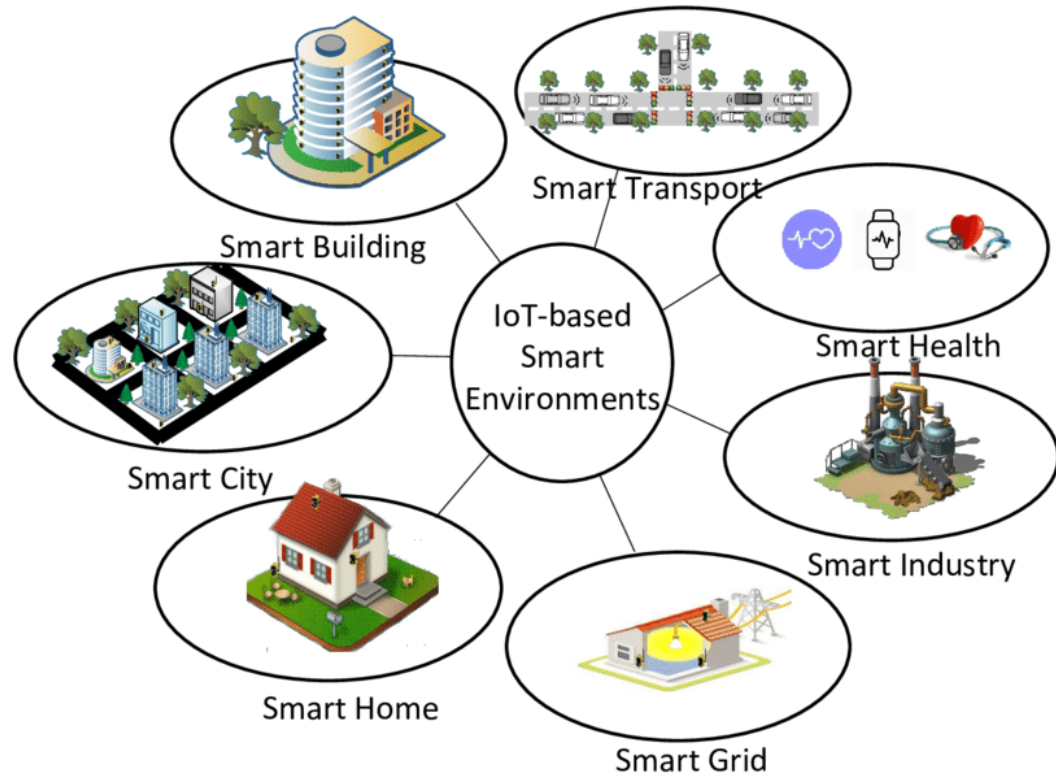 Smart Transport
Smart Building
IoT-based
Smart
Environments
Smart Health
Smart City
Smart Industry
Smart Home
Smart Grid